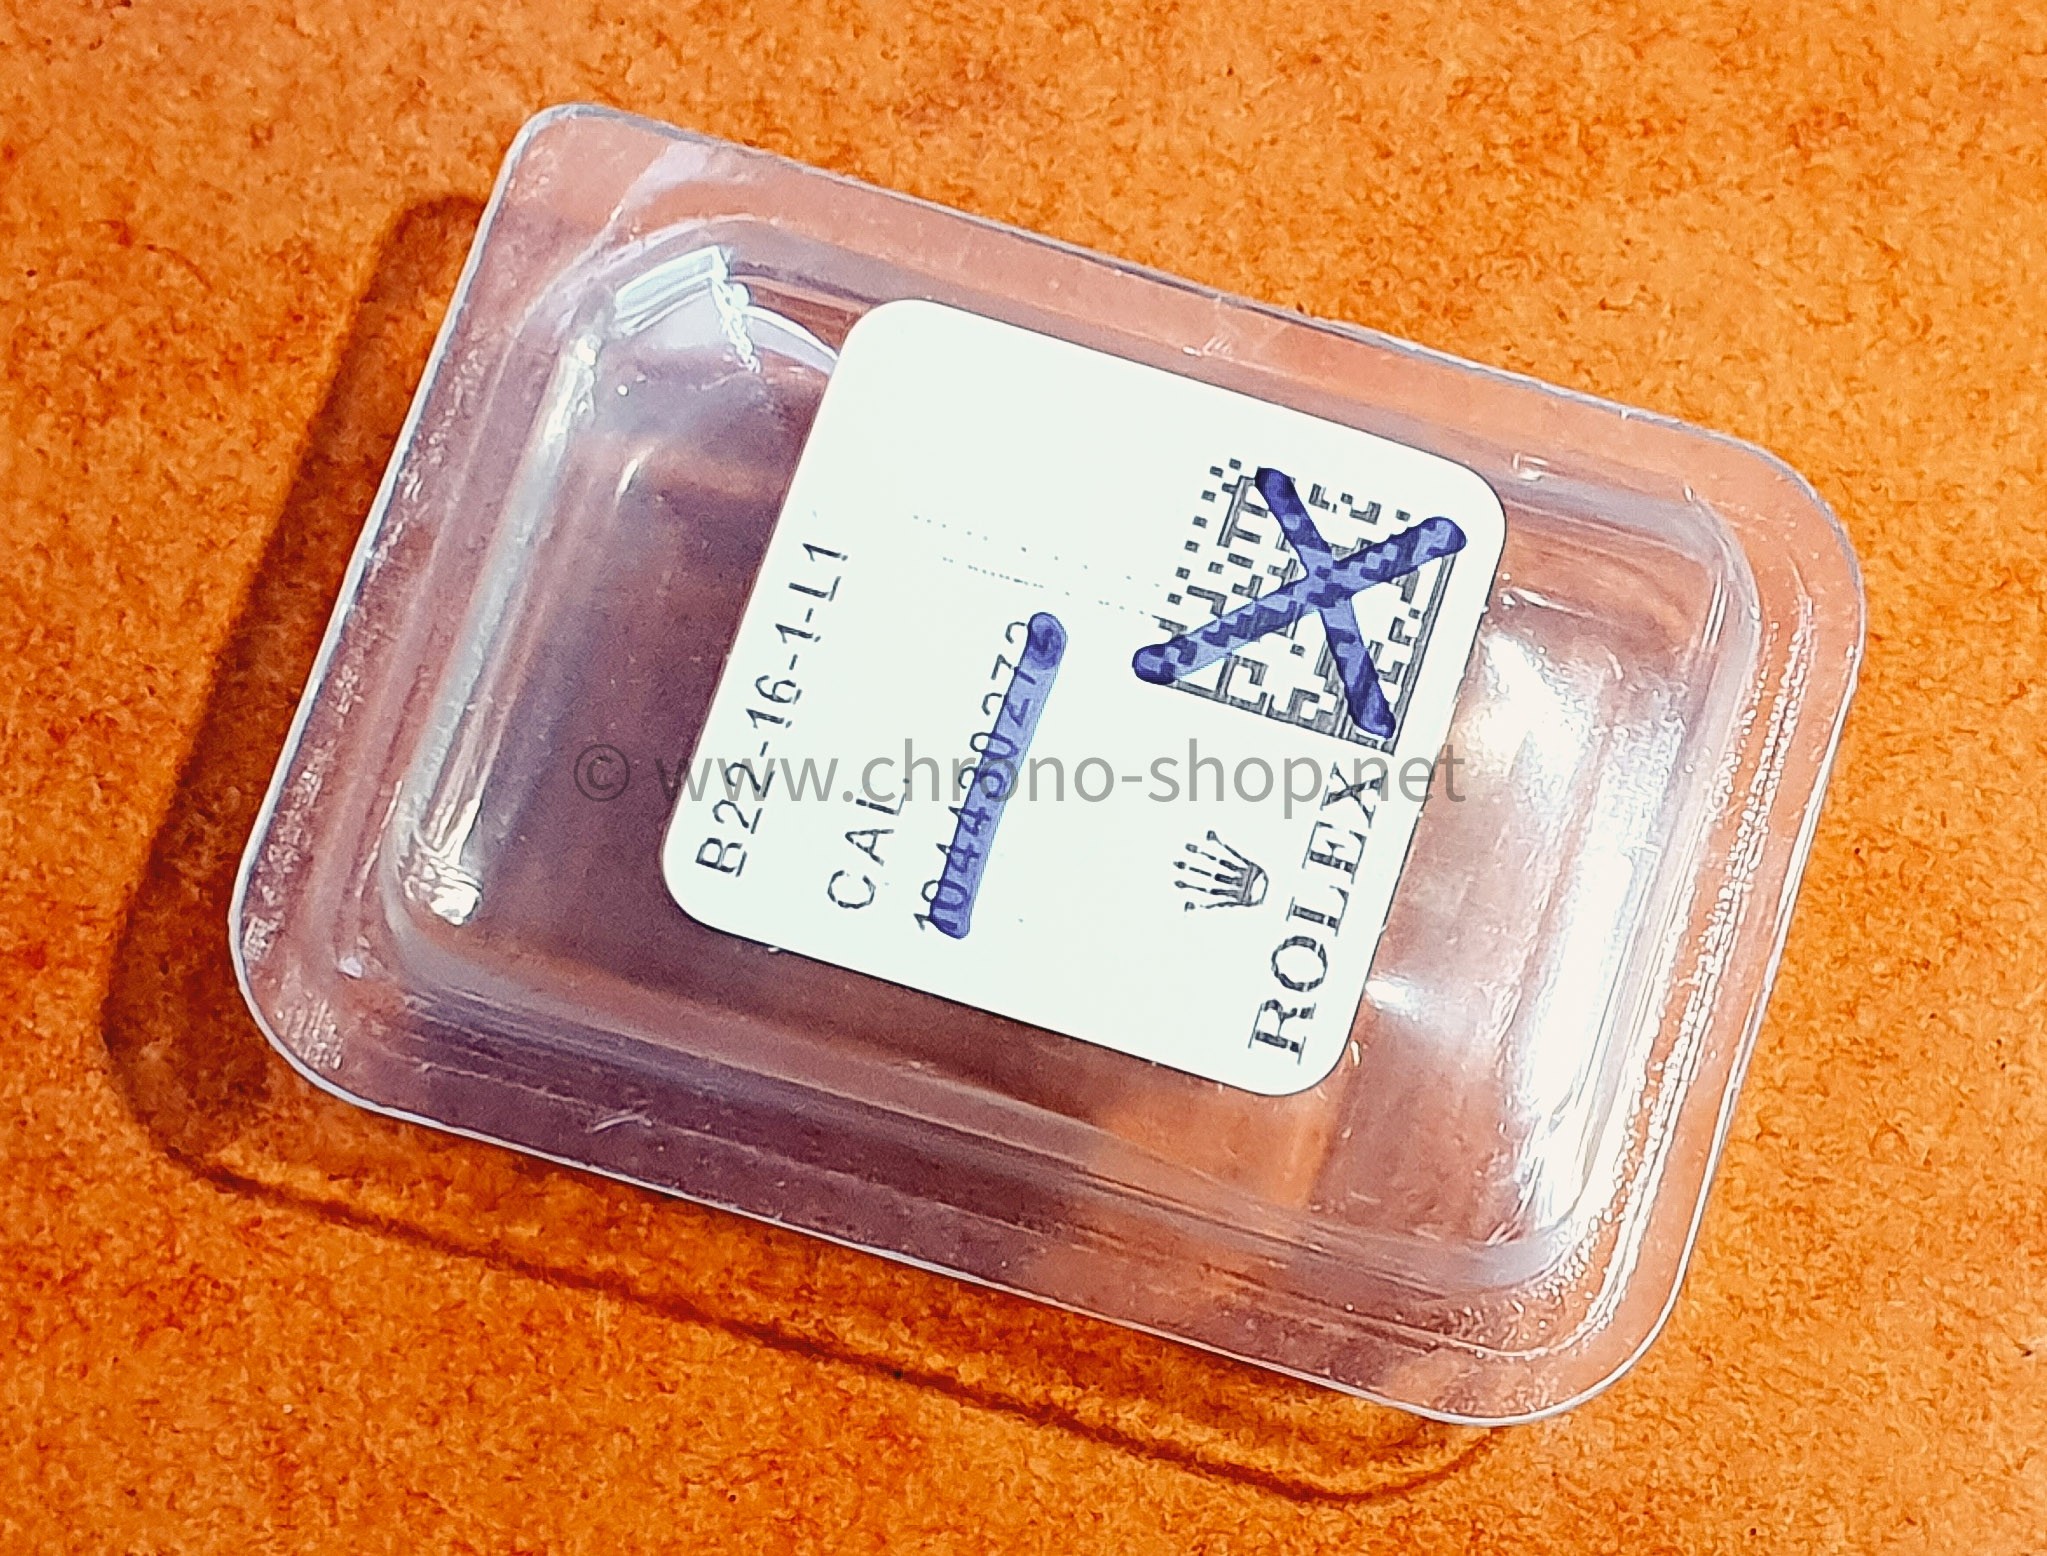 B22-16-1-L1
CAL.
ROLEX
© www.chrono-shop.net